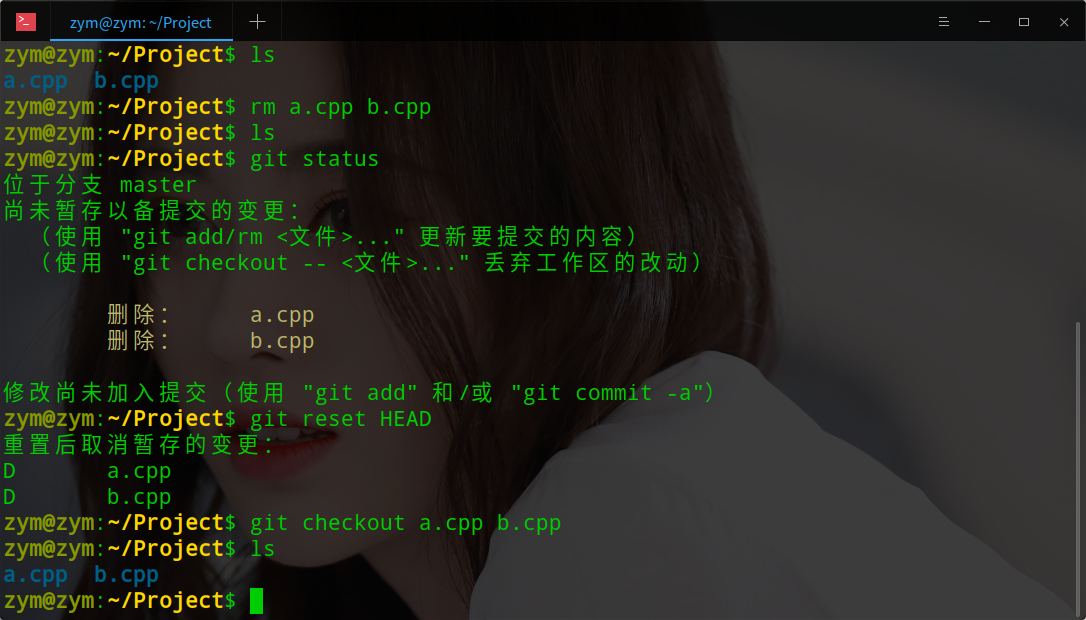 zym@zym: ~/Project
zym@zym:~/Project$ ls
a.cpp  b.cpp
zym@zym:~/Project$ rm a.cpp b.cpp
zym@zym:~/Project$ ls
zym@zym:~/Project$ git status
位于分支 master
尚未暂存以备提交的变更：
  （使用 "git add/rm <文件>..." 更新要提交的内容）
  （使用 "git checkout -- <文件>..." 丢弃工作区的改动）
        删除：      a.cpp
        删除：      b.cpp
修改尚未加入提交（使用 "git add" 和/或 "git commit -a"）
zym@zym:~/Project$ git reset HEAD
重置后取消暂存的变更：
D       a.cpp
D       b.cpp
zym@zym:~/Project$ git checkout a.cpp b.cpp
zym@zym:~/Project$ ls
a.cpp  b.cpp
zym@zym:~/Project$